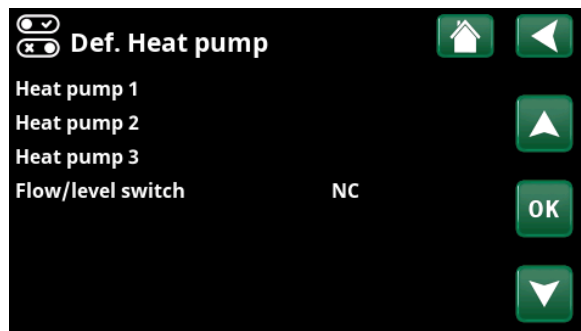 Def. Heat pump
Heat pump 1
Heat pump 2
Heat pump 3
Flow/level switch NC
OK